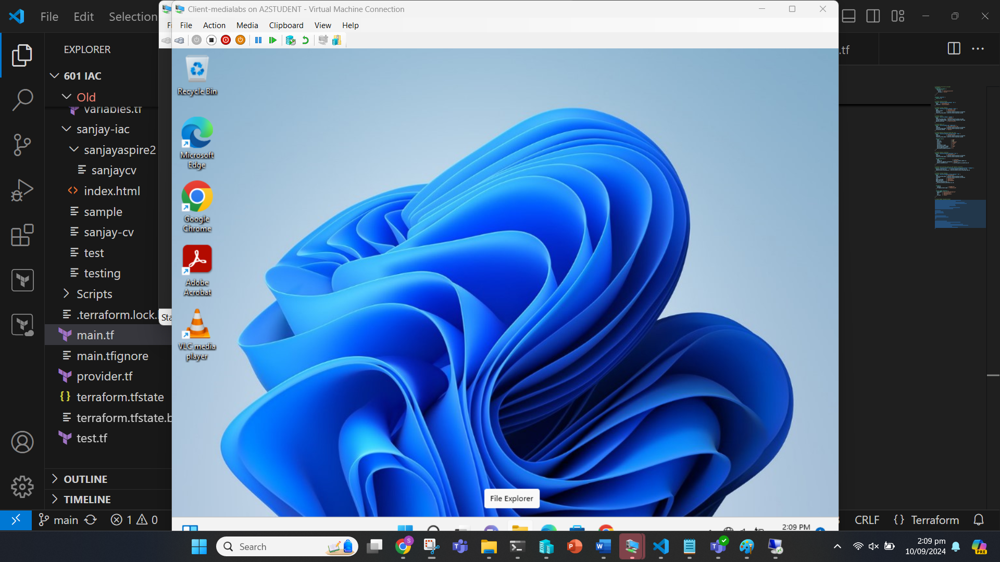 File Edit Selection
Client-medialabs on A2STUDENT - Virtual Machine Connection
File Action Media Clipboard View Help
EXPLORER
601 IAC
Old
variables.tf
sanjay-iac
sanjayaspire2
sanjaycv
index.html
sample
sanjay-cv
test
testing
Scripts
.terraform.lock.
main.tf
main.tfignore
provider.tf
terraform.tfstate
terraform.tfstate.b
test.tf
OUTLINE
TIMELINE
main
1
0
Sta
.tf
Recycle Bin
Microsoft
Edge
Google
Chrome
Adobe
Acrobat
VLC media
player
File Explorer
2:09 PM
CRLF
{} Terraform
Search
S
PRE
2:09 pm
10/09/2024